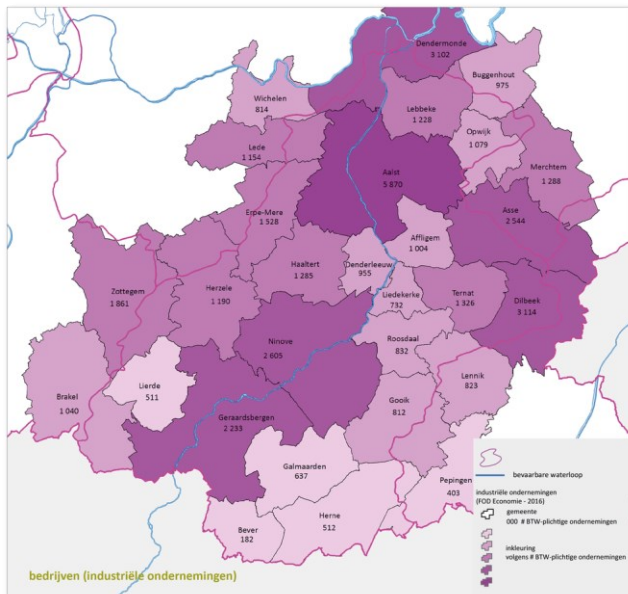 Dendermonde
3 102
Buggenhout
975
Wichelen
814
Lebbeke
1 228
Opwijk
1 079
Lede
1 154
Merchtem
1 288
Aalst
5 870
Asse
2 544
Erpe-Mere
1 528
Affligem
1 004
Haaltert
1 285
Denderleeuw
955
Zottegem
1 861
Herzele
1 190
Liedekerke
732
Ternat
1 326
Dilbeek
3 114
Ninove
2 605
Roosdaal
832
Lierde
511
Lennik
823
Brakel
1 040
Gooik
812
Geraardsbergen
2 233
Galmaarden
637
Pepingen
403
Herne
512
Bever
182
bevaarbare waterloop
industriële ondernemingen
(FOD Economie - 2016)
gemeente
000 # BTW-plichtige ondernemingen
inkleuring
volgens # BTW-plichtige ondernemingen
bedrijven (industriële ondernemingen)